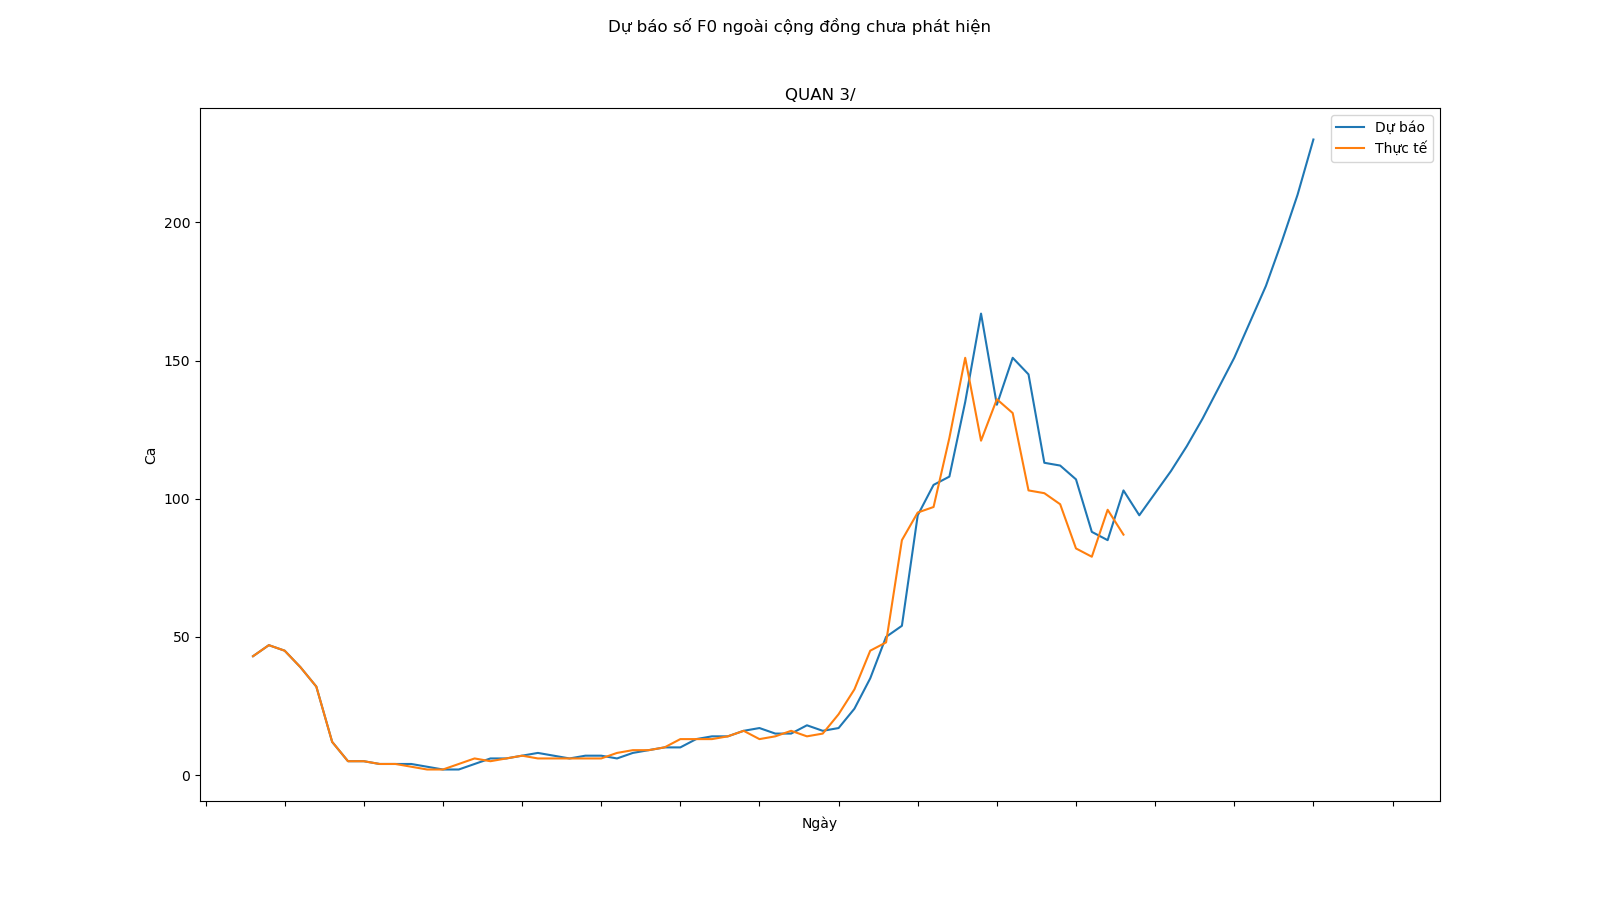 Dự báo số F0 ngoài cộng đồng chưa phát hiện
QUAN 3/
Dự báo
Thực tế
200
150
100
50
0
Ca
Ngày